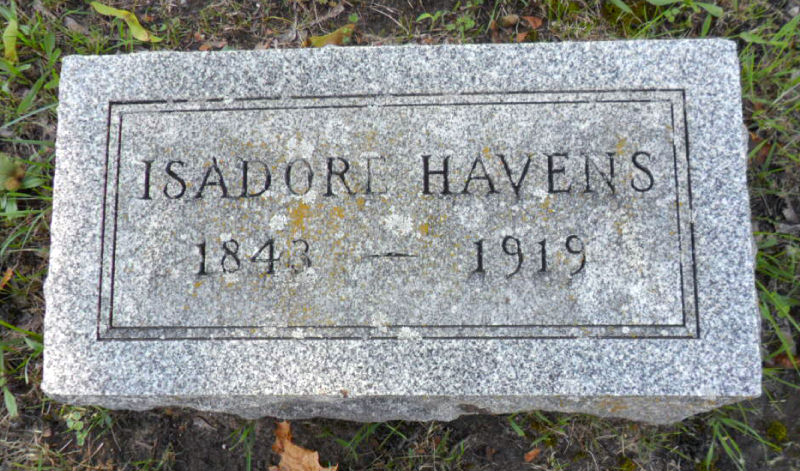 ISADORE HAVENS
1843 — 1919